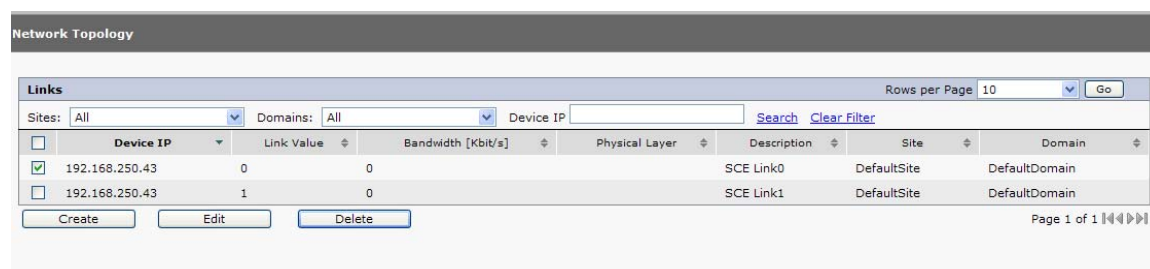 Network Topology
Links Rows per Page 10 Go
Sites: All Domains: All Device IP Search Clear Filter
Device IP Link Value Bandwidth [Kbit/s] Physical Layer Description Site Domain
192.168.250.43 0 0 SCE Link0 DefaultSite DefaultDomain
192.168.250.43 1 0 SCE Link1 DefaultSite DefaultDomain
Create Edit Delete Page 1 of 1